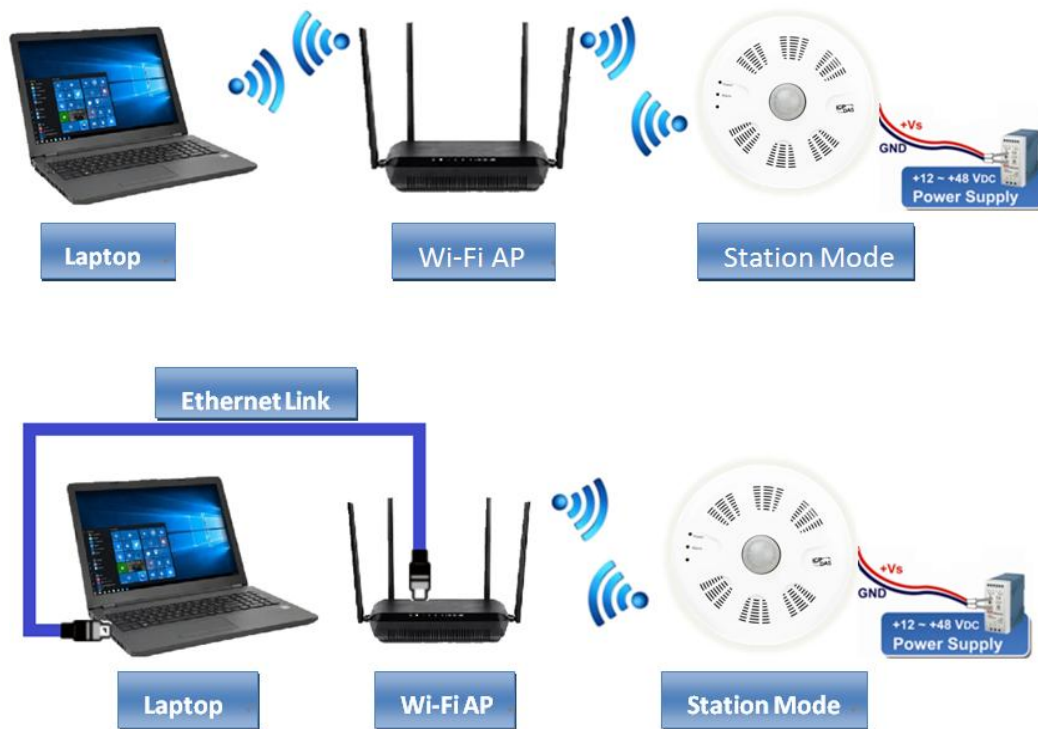 +Vs
GND
+12 ~ +48 VDC
Power Supply
Laptop
Wi-Fi AP
Station Mode
Ethernet Link
+Vs
GND
+12 ~ +48 VDC
Power Supply
Laptop
Wi-Fi AP
Station Mode